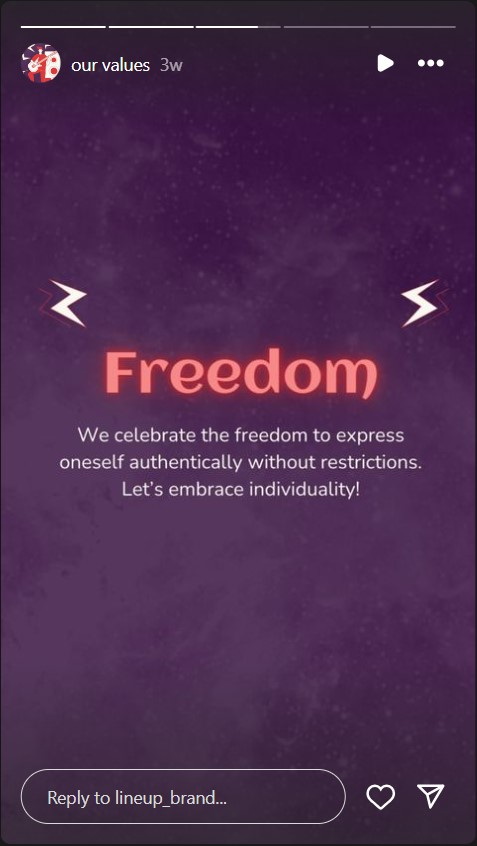 our values 3w
Freedom
We celebrate the freedom to express
oneself authentically without restrictions.
Let's embrace individuality!
Reply to lineup_brand...